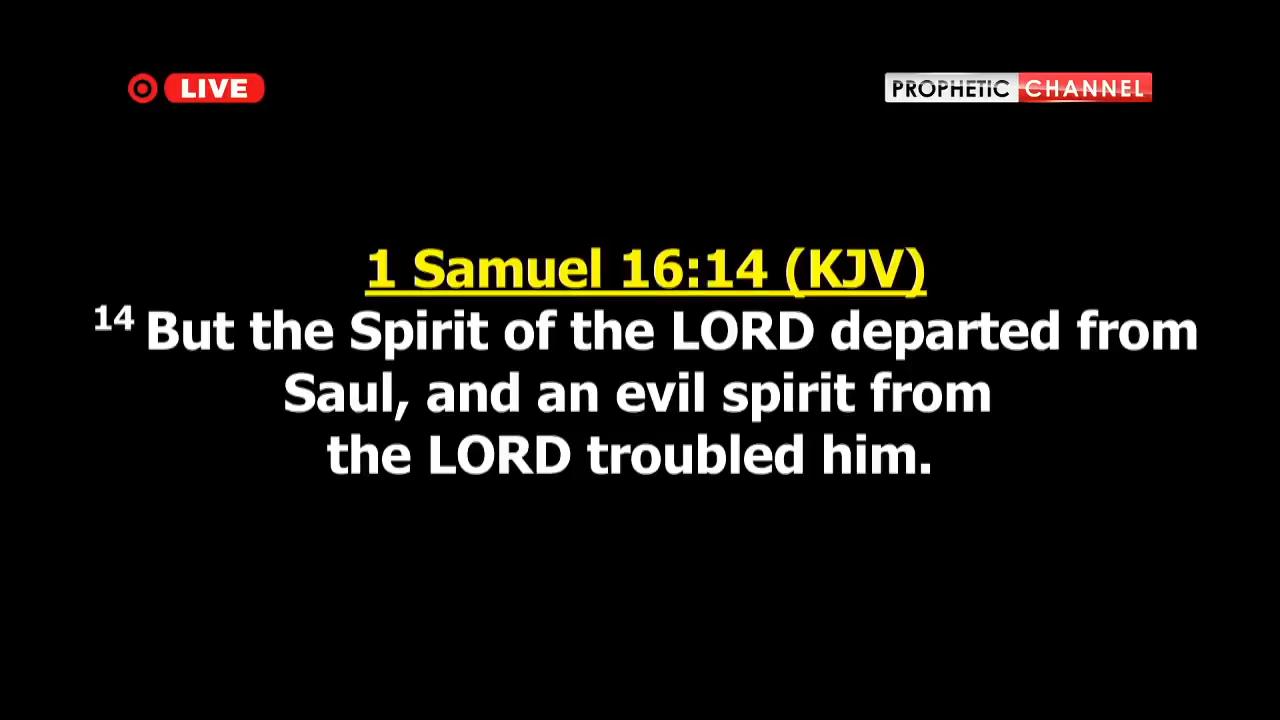 LIVE
PROPHETIC CHANNEL
1 Samuel 16:14 (KJV)
14 But the Spirit of the LORD departed from
Saul, and an evil spirit from
the LORD troubled him.